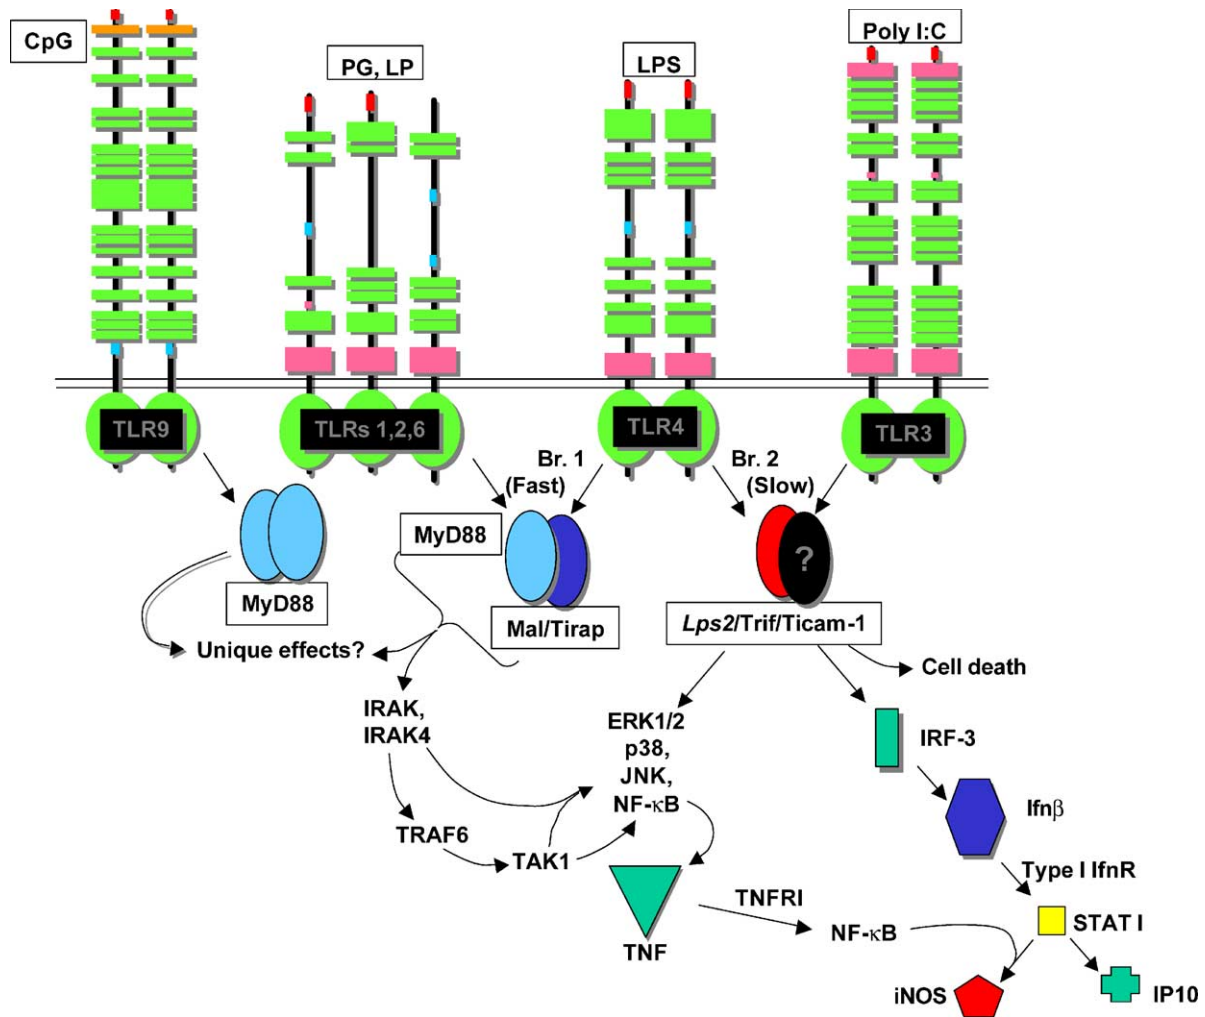 CpG
PG, LP
LPS
Poly I:C
TLR9
TLRs 1,2,6
TLR4
TLR3
Br. 1
(Fast)
Br. 2
(Slow)
MyD88
?
MyD88
Mal/Tirap
Lps2/Trif/Ticam-1
Unique effects?
Cell death
IRAK,
IRAK4
ERK1/2
p38,
JNK,
NF-κB
IRF-3
Ifnβ
TRAF6
TAK1
Type I IfnR
TNFRI
TNF
NF-κB
STAT I
iNOS
IP10